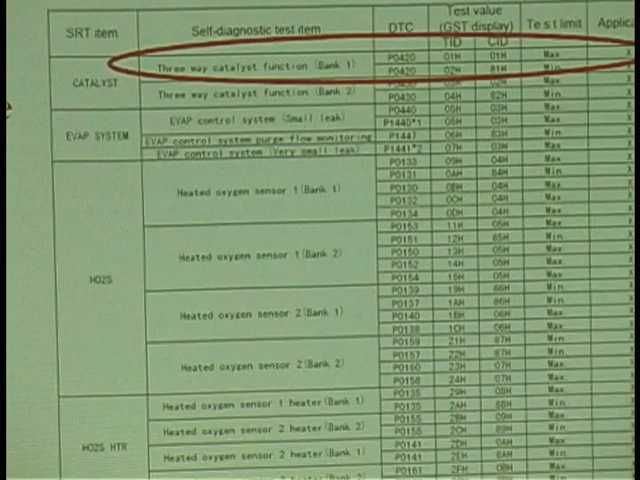 SRT item Self-diagnostic test item DTC Test value (GST display) Test limit Applica
TID CID
CATALYST Three way catalyst function (Bank 1) P0420 01H 01H Max X
P0420 02H 81H Min X
Three way catalyst function (Bank 2) P0430 03H 02H Max X
P0430 04H 82H Min X
EVAP SYSTEM EVAP control system (Small leak) P0440 05H 03H Max X
P1440*1 05H 03H Max X
EVAP control system purge flow monitoring P1447 06H 83H Min X
EVAP control system (Very small leak) P1441*2 07H 03H Max X
HO2S Heated oxygen sensor 1 (Bank 1) P0133 09H 04H Max X
P0131 0AH 84H Min X
P0130 0BH 04H Max X
P0132 0CH 04H Max X
P0134 0DH 04H Max X
Heated oxygen sensor 1 (Bank 2) P0153 11H 05H Max X
P0151 12H 85H Min X
P0150 13H 05H Max X
P0152 14H 05H Max X
P0154 15H 05H Max X
Heated oxygen sensor 2 (Bank 1) P0139 19H 86H Min X
P0137 1AH 86H Min X
P0140 1BH 06H Max X
P0138 1CH 06H Max X
Heated oxygen sensor 2 (Bank 2) P0159 21H 87H Min X
P0157 22H 87H Min X
P0160 23H 07H Max X
P0158 24H 07H Max X
HO2S HTR Heated oxygen sensor 1 heater (Bank 1) P0135 29H 08H Max X
P0135 2AH 88H Min X
Heated oxygen sensor 1 heater (Bank 2) P0155 2BH 09H Max X
P0155 2CH 89H Min X
Heated oxygen sensor 2 heater (Bank 1) P0141 2DH 0AH Max X
P0141 2EH 8AH Min X
P0161 2FH 0BH Max X